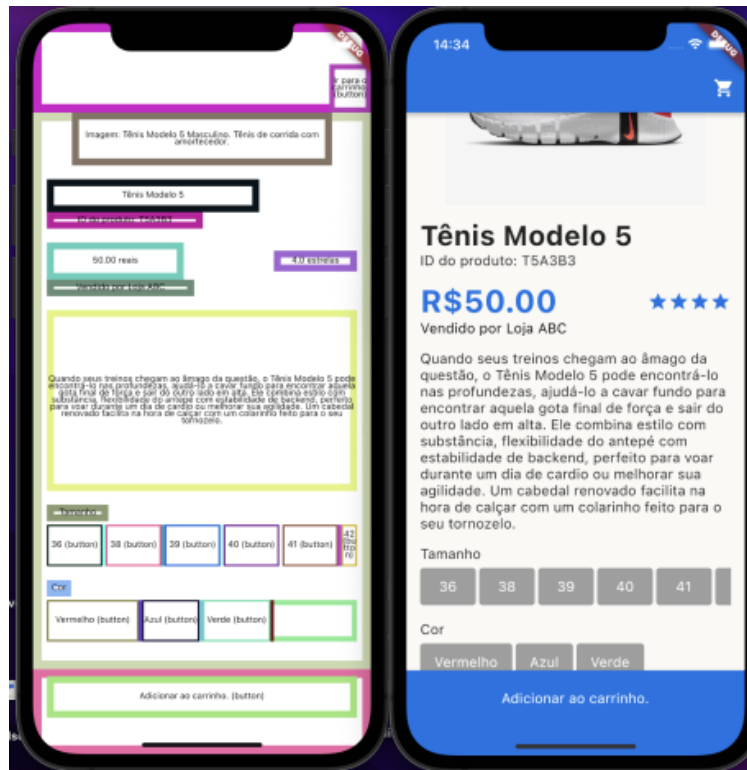 DEBUG
Ir para o
carrinho.
(button)
Imagem: Tênis Modelo 5 Masculino. Tênis de corrida com
amortecedor.
Tênis Modelo 5
ID do produto: T5A3B3
50.00 reais
4.0 estrelas
Vendido por Loja ABC
Quando seus treinos chegam ao âmago da questão, o Tênis Modelo 5 pode
encontrá-lo nas profundezas, ajudá-lo a cavar fundo para encontrar aquela
gota final de força e sair do outro lado em alta. Ele combina estilo com
substância, flexibilidade do antepé com estabilidade de backend, perfeito
para voar durante um dia de cardio ou melhorar sua agilidade. Um cabedal
renovado facilita na hora de calçar com um colarinho feito para o seu
tornozelo.
Tamanho
36 (button)
38 (button)
39 (button)
40 (button)
41 (button)
42
(bu
tto
n)
Cor
Vermelho (button)
Azul (button)
Verde (button)
Adicionar ao carrinho. (button)
14:34
DEBUG
Tênis Modelo 5
ID do produto: T5A3B3
R$50.00
Vendido por Loja ABC
Quando seus treinos chegam ao âmago da
questão, o Tênis Modelo 5 pode encontrá-lo
nas profundezas, ajudá-lo a cavar fundo para
encontrar aquela gota final de força e sair do
outro lado em alta. Ele combina estilo com
substância, flexibilidade do antepé com
estabilidade de backend, perfeito para voar
durante um dia de cardio ou melhorar sua
agilidade. Um cabedal renovado facilita na
hora de calçar com um colarinho feito para o
seu tornozelo.
Tamanho
36
38
39
40
41
Cor
Vermelho
Azul
Verde
Adicionar ao carrinho.